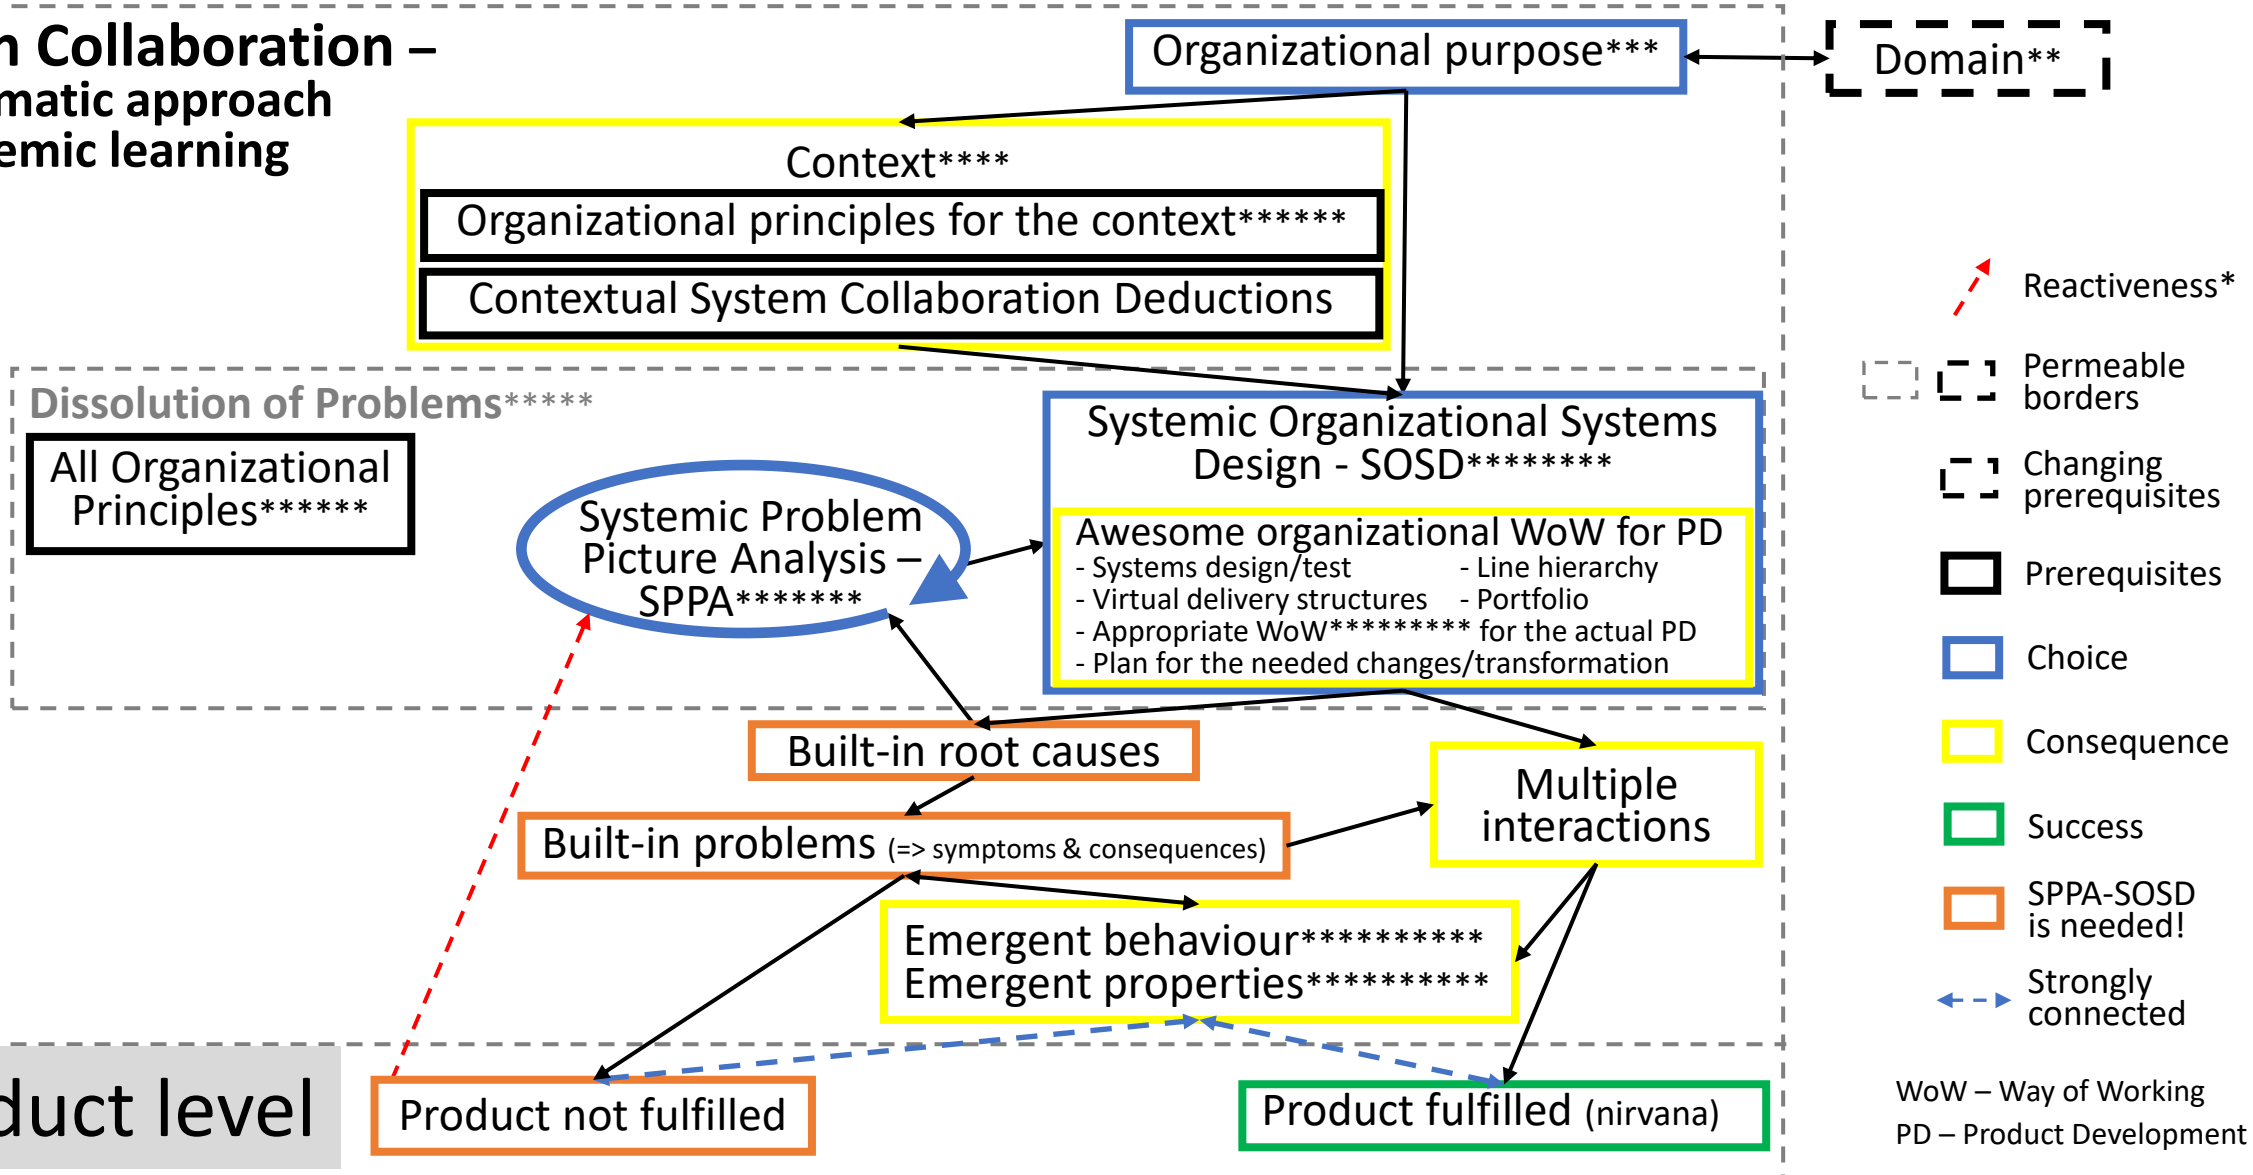 Collaboration –
approach
learning
Organizational purpose***
Domain**
Context****
Organizational principles for the context******
Contextual System Collaboration Deductions
Dissolution of Problems*****
All Organizational
Principles******
Systemic Problem
Picture Analysis –
SPPA*******
Systemic Organizational Systems
Design - SOSD********
Awesome organizational WoW for PD
- Systems design/test - Line hierarchy
- Virtual delivery structures - Portfolio
- Appropriate WoW********* for the actual PD
- Plan for the needed changes/transformation
Built-in root causes
Multiple
interactions
Built-in problems (=> symptoms & consequences)
Emergent behaviour**********
Emergent properties**********
level
Product not fulfilled
Product fulfilled (nirvana)
Reactiveness*
Permeable
borders
Changing
prerequisites
Prerequisites
Choice
Consequence
Success
SPPA-SOSD
is needed!
Strongly
connected
WoW – Way of Working
PD – Product Development